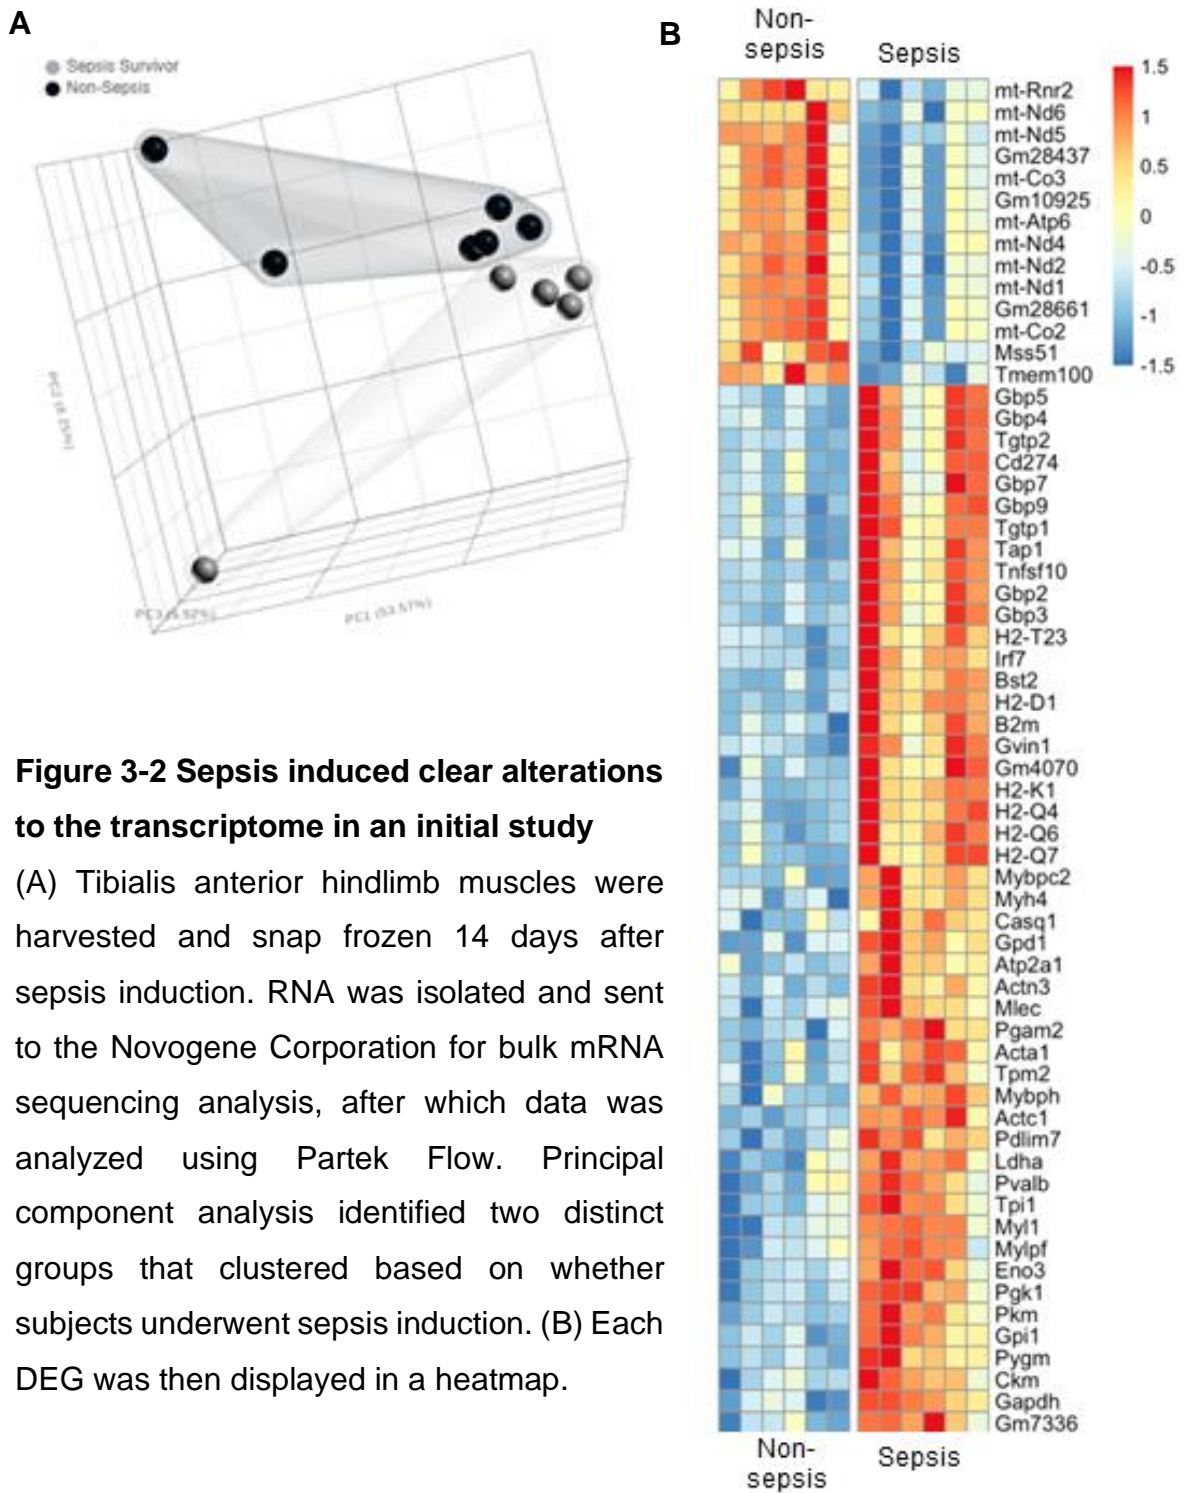 A
Sepsis Survivor
Non-Sepsis
PC2 (8.25%)
PC1 (53.57%)
B
Non-
sepsis
Sepsis
1.5
1
0.5
0
-0.5
-1
-1.5
mt-Rnr2
mt-Nd6
mt-Nd5
Gm28437
mt-Co3
Gm10925
mt-Atp6
mt-Nd4
mt-Nd2
mt-Nd1
Gm28661
mt-Co2
Mss51
Tmem100
Gbp5
Gbp4
Tgtp2
Cd274
Gbp7
Gbp9
Tgtp1
Tap1
Tnfsf10
Gbp2
Gbp3
H2-T23
Irf7
Bst2
H2-D1
B2m
Gvin1
Gm4070
H2-K1
H2-Q4
H2-Q6
H2-Q7
Mybpc2
Myh4
Casq1
Gpd1
Atp2a1
Actn3
Mlec
Pgam2
Acta1
Tpm2
Mybph
Actc1
Pdlim7
Ldha
Pvalb
Tpi1
Myl1
Mylpf
Eno3
Pgk1
Pkm
Gpi1
Pygm
Ckm
Gapdh
Gm7336
Non-
sepsis
Sepsis
Figure 3-2 Sepsis induced clear alterations
to the transcriptome in an initial study
(A) Tibialis anterior hindlimb muscles were
harvested and snap frozen 14 days after
sepsis induction. RNA was isolated and sent
to the Novogene Corporation for bulk mRNA
sequencing analysis, after which data was
analyzed using Partek Flow. Principal
component analysis identified two distinct
groups that clustered based on whether
subjects underwent sepsis induction. (B) Each
DEG was then displayed in a heatmap.